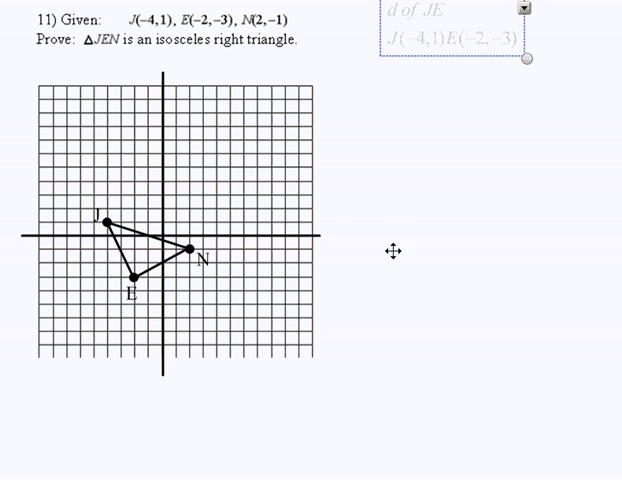 11) Given: J(−4,1), E(−2,−3), N(2,−1)
Prove: ΔJEN is an isosceles right triangle.
d of JE
J(−4,1)E(−2,−3)
J
N
E